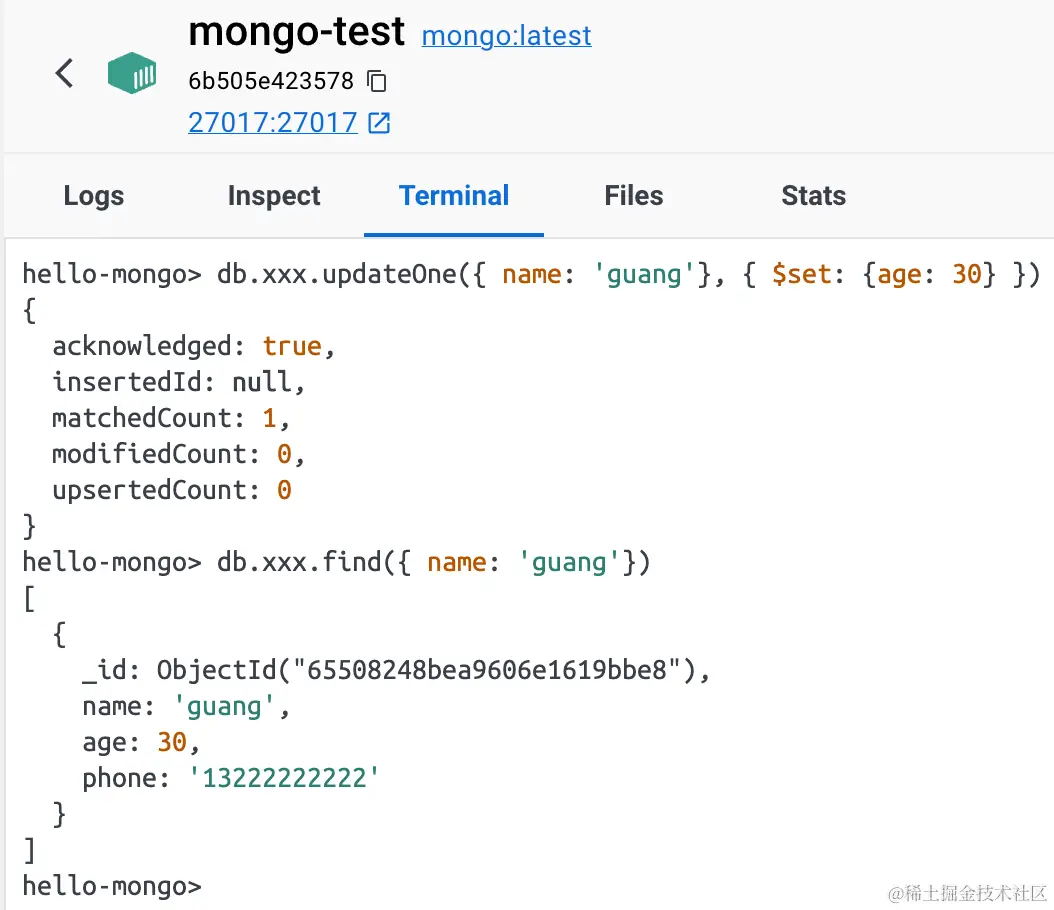 mongo-test mongo:latest
6b505e423578
27017:27017
Logs Inspect Terminal Files Stats
hello-mongo> db.xxx.updateOne({ name: 'guang'}, { $set: {age: 30} })
{
  acknowledged: true,
  insertedId: null,
  matchedCount: 1,
  modifiedCount: 0,
  upsertedCount: 0
}
hello-mongo> db.xxx.find({ name: 'guang'})
[
  {
    _id: ObjectId("65508248bea9606e1619bbe8"),
    name: 'guang',
    age: 30,
    phone: '13222222222'
  }
]
hello-mongo>
@稀土掘金技术社区